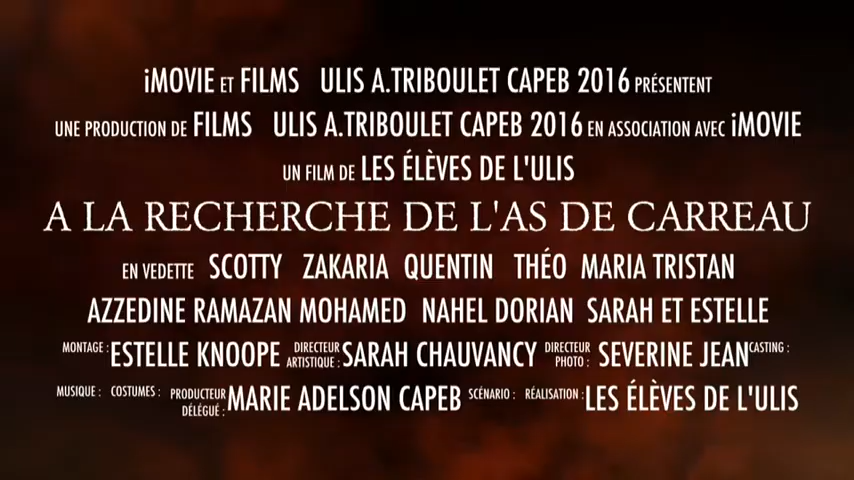 iMOVIE ET FILMS ULIS A.TRIBOULET CAPEB 2016 PRÉSENTENT
UNE PRODUCTION DE FILMS ULIS A.TRIBOULET CAPEB 2016 EN ASSOCIATION AVEC iMOVIE
UN FILM DE LES ÉLÈVES DE L'ULIS
A LA RECHERCHE DE L'AS DE CARREAU
EN VEDETTE SCOTTY ZAKARIA QUENTIN THÉO MARIA TRISTAN
AZZEDINE RAMAZAN MOHAMED NAHEL DORIAN SARAH ET ESTELLE
MONTAGE : ESTELLE KNOOPE DIRECTEUR ARTISTIQUE : SARAH CHAUVANCY DIRECTEUR PHOTO : SEVERINE JEAN CASTING :
MUSIQUE : COSTUMES : PRODUCTEUR DÉLÉGUÉ : MARIE ADELSON CAPEB SCÉNARIO : RÉALISATION : LES ÉLÈVES DE L'ULIS